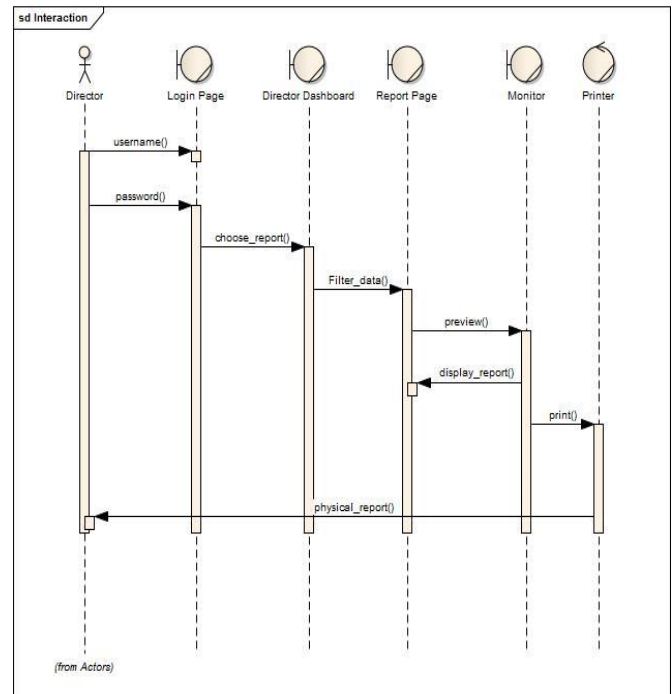 sd Interaction
Director
Login Page
Director Dashboard
Report Page
Monitor
Printer
username()
password()
choose_report()
Filter_data()
preview()
display_report()
print()
physical_report()
(from Actors)